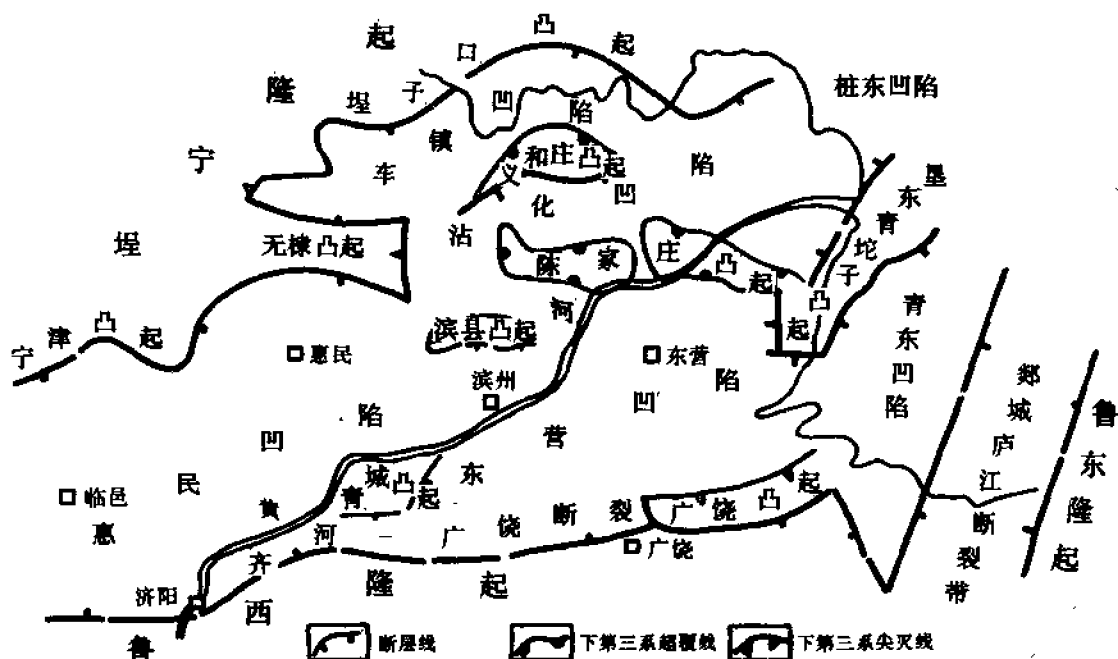 埕宁隆起
埕子口凸起
桩东凹陷
车镇凹陷
义和庄凸起
沾化凹陷
无棣凸起
陈家庄凸起
垦东青坨子凸起
宁津凸起
滨县凸起
青东凹陷
惠民
东营
滨州
惠民凹陷
东营凹陷
郯城庐江断裂带
鲁东隆起
临邑
青城凸起
黄河
齐河广饶断裂
广饶凸起
广饶
济阳
鲁西隆起
断层线
下第三系超覆线
下第三系尖灭线